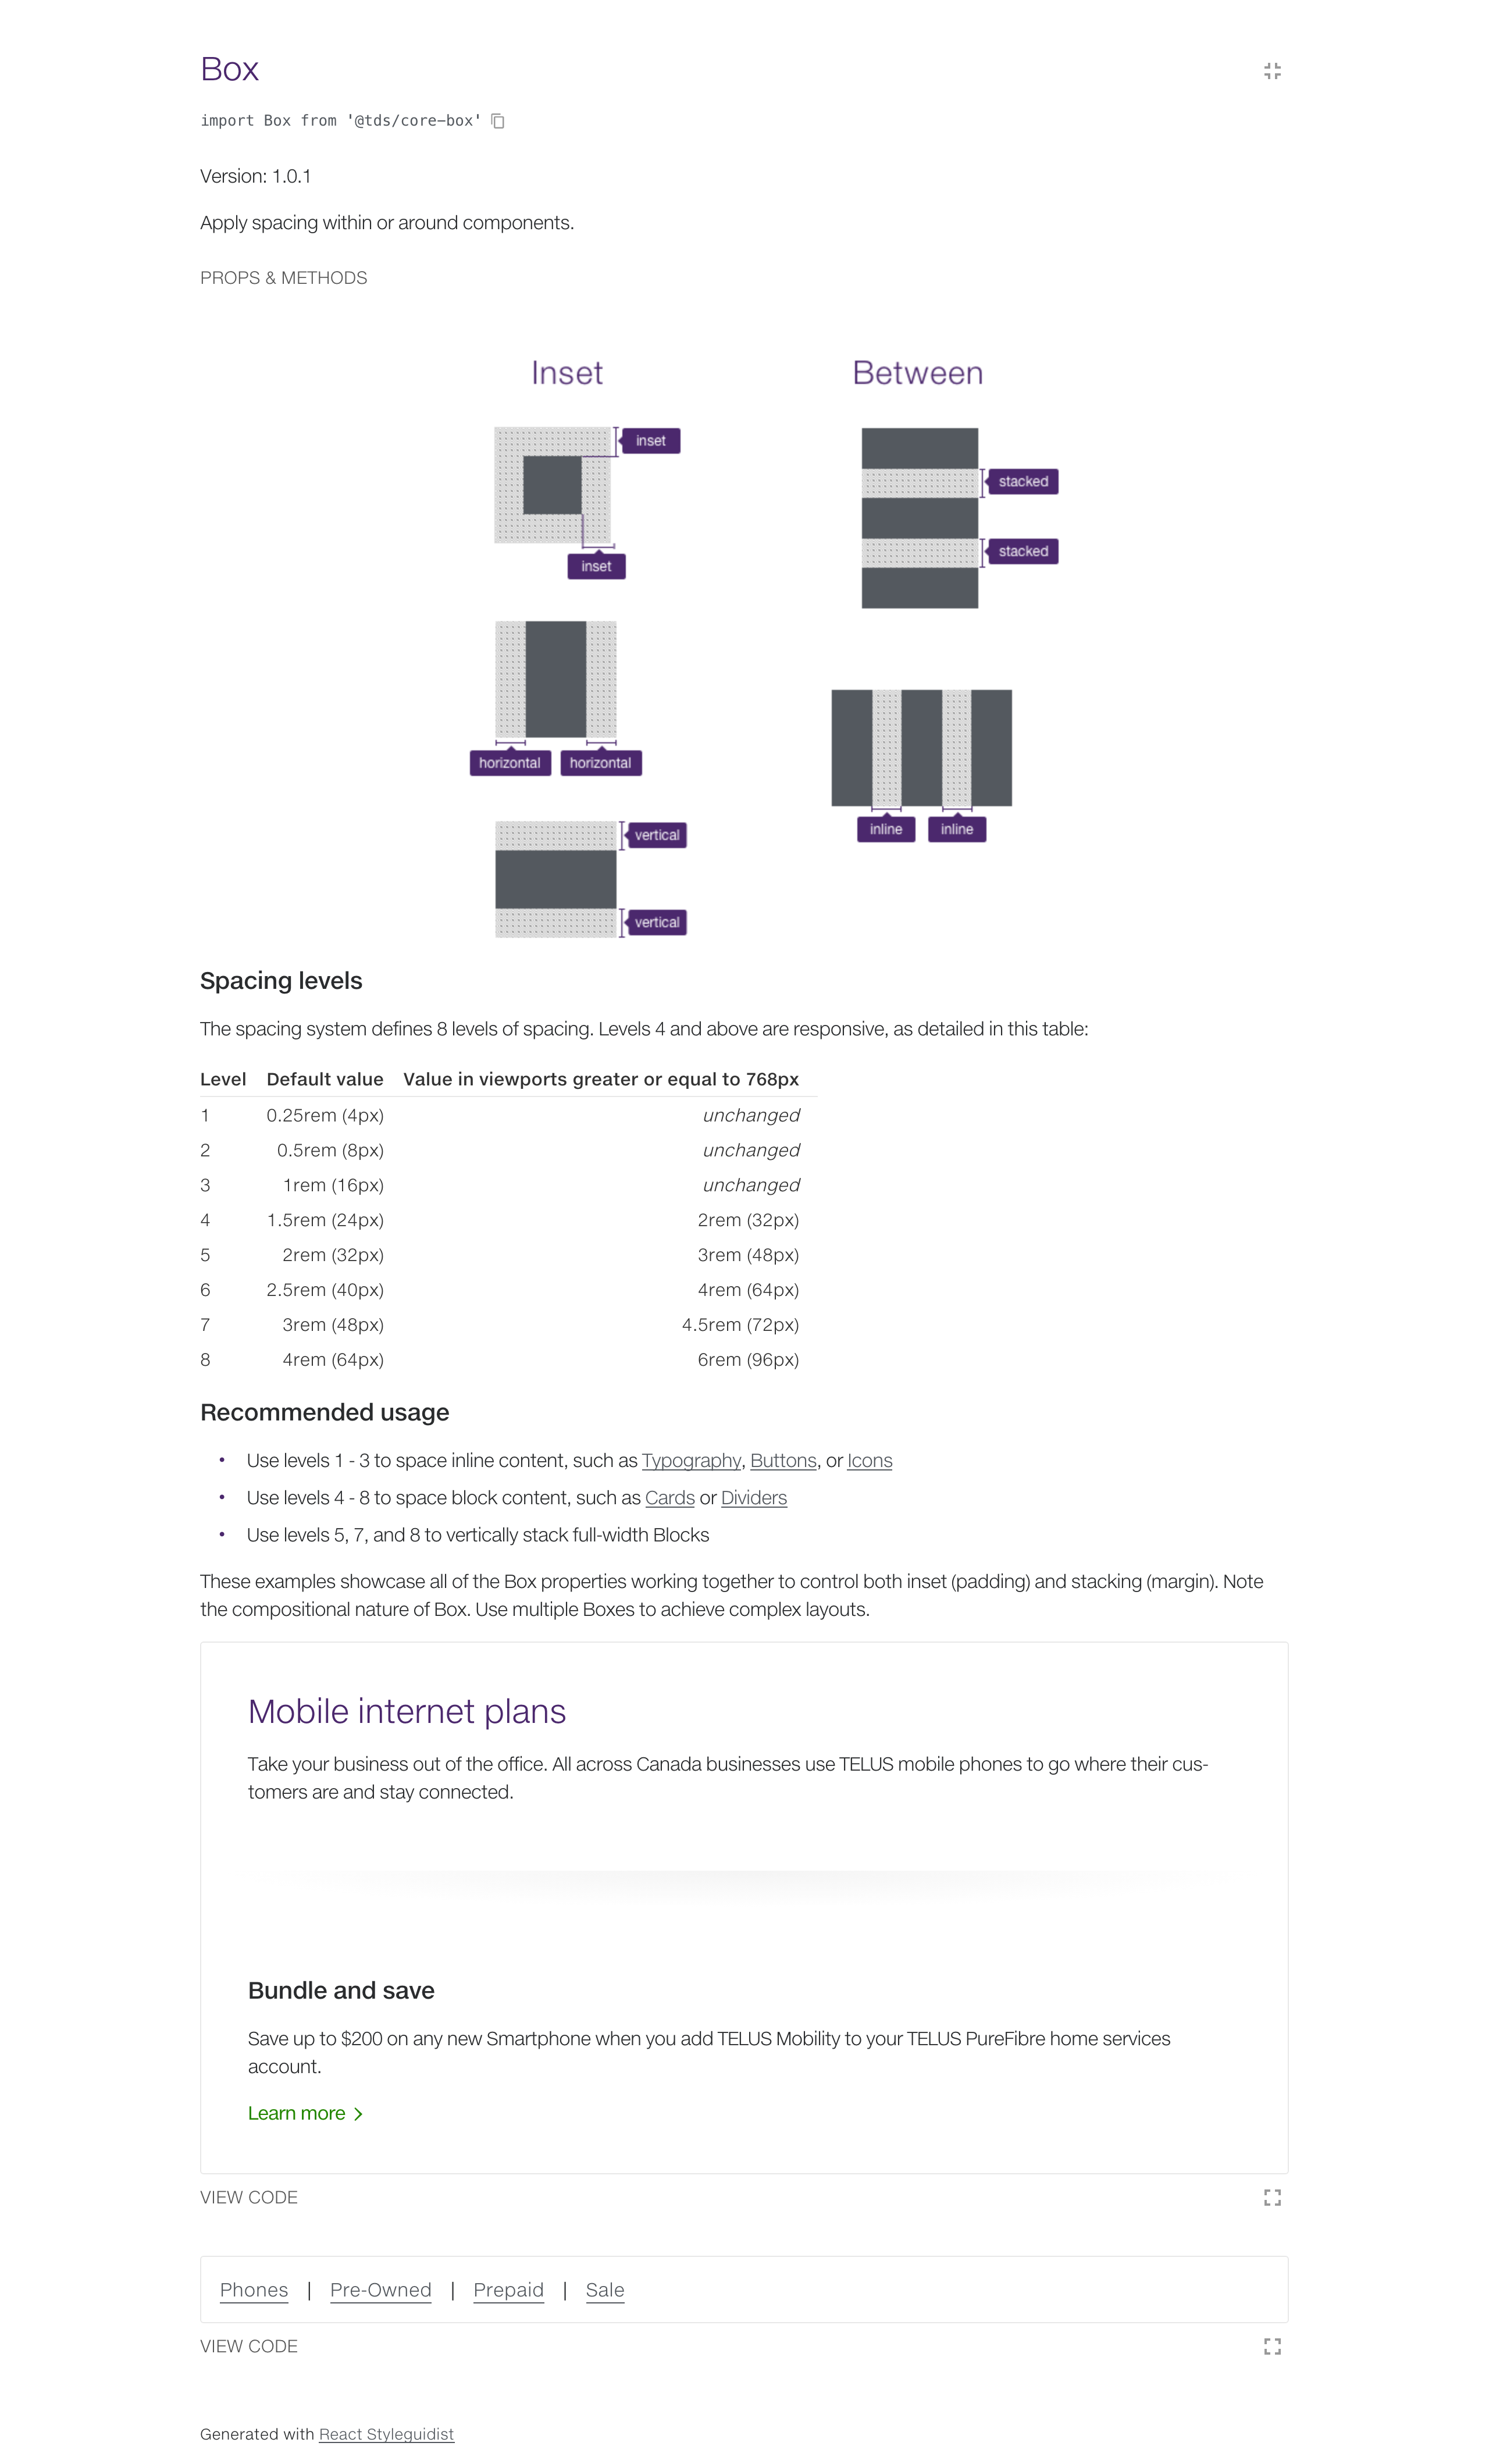 Box
import Box from '@tds/core-box'
Version: 1.0.1
Apply spacing within or around components.
PROPS & METHODS
Inset
Between
inset
inset
stacked
stacked
horizontal horizontal
inline inline
vertical
vertical
Spacing levels
The spacing system defines 8 levels of spacing. Levels 4 and above are responsive, as detailed in this table:
Level Default value Value in viewports greater or equal to 768px
1 0.25rem (4px) unchanged
2 0.5rem (8px) unchanged
3 1rem (16px) unchanged
4 1.5rem (24px) 2rem (32px)
5 2rem (32px) 3rem (48px)
6 2.5rem (40px) 4rem (64px)
7 3rem (48px) 4.5rem (72px)
8 4rem (64px) 6rem (96px)
Recommended usage
• Use levels 1 - 3 to space inline content, such as Typography, Buttons, or Icons
• Use levels 4 - 8 to space block content, such as Cards or Dividers
• Use levels 5, 7, and 8 to vertically stack full-width Blocks
These examples showcase all of the Box properties working together to control both inset (padding) and stacking (margin). Note
the compositional nature of Box. Use multiple Boxes to achieve complex layouts.
Mobile internet plans
Take your business out of the office. All across Canada businesses use TELUS mobile phones to go where their cus-
tomers are and stay connected.
Bundle and save
Save up to $200 on any new Smartphone when you add TELUS Mobility to your TELUS PureFibre home services
account.
Learn more
VIEW CODE
Phones | Pre-Owned | Prepaid | Sale
VIEW CODE
Generated with React Styleguidist